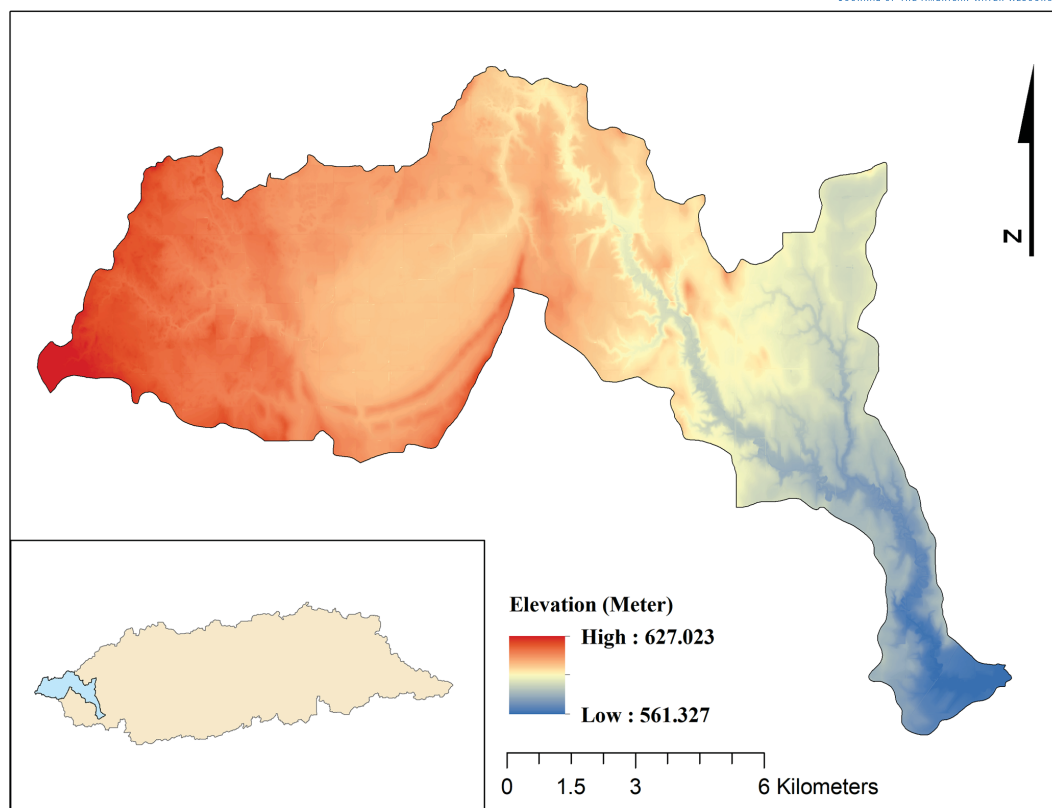 N
Elevation (Meter)
High : 627.023
Low : 561.327
0 1.5 3 6 Kilometers